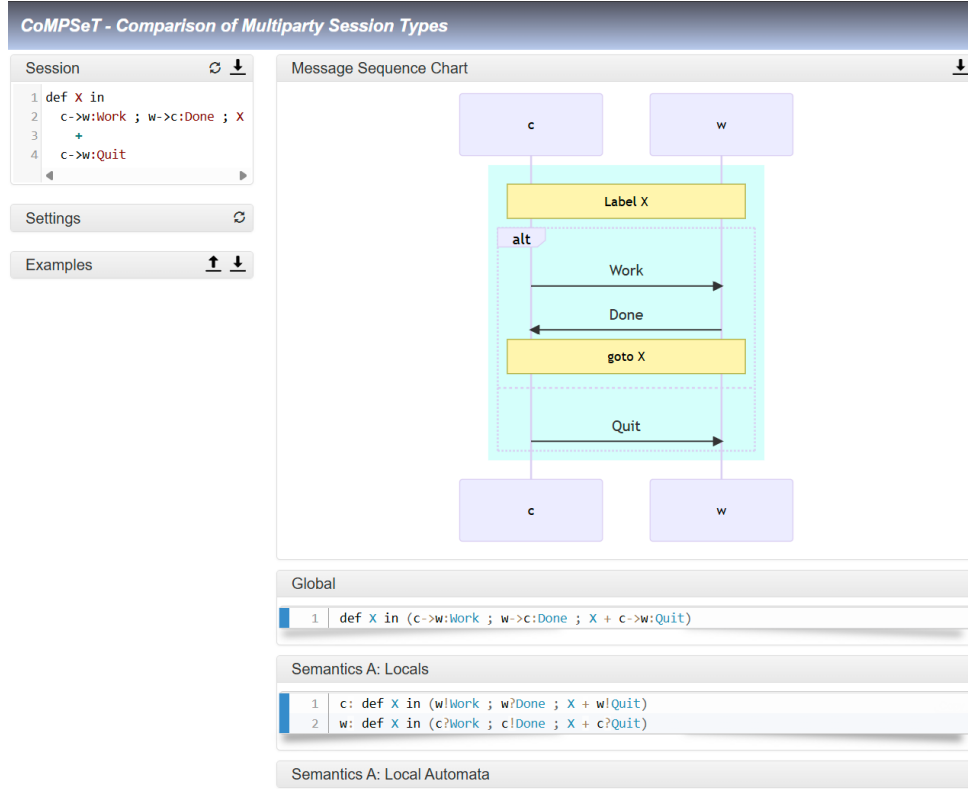 CoMPSeT - Comparison of Multiparty Session Types
Session
1 def X in
2 c->w:Work ; w->c:Done ; X
3 +
4 c->w:Quit
Settings
Examples
Message Sequence Chart
c w
Label X
alt
Work
Done
goto X
Quit
c w
Global
1 def X in (c->w:Work ; w->c:Done ; X + c->w:Quit)
Semantics A: Locals
1 c: def X in (w!Work ; w?Done ; X + w!Quit)
2 w: def X in (c?Work ; c!Done ; X + c?Quit)
Semantics A: Local Automata